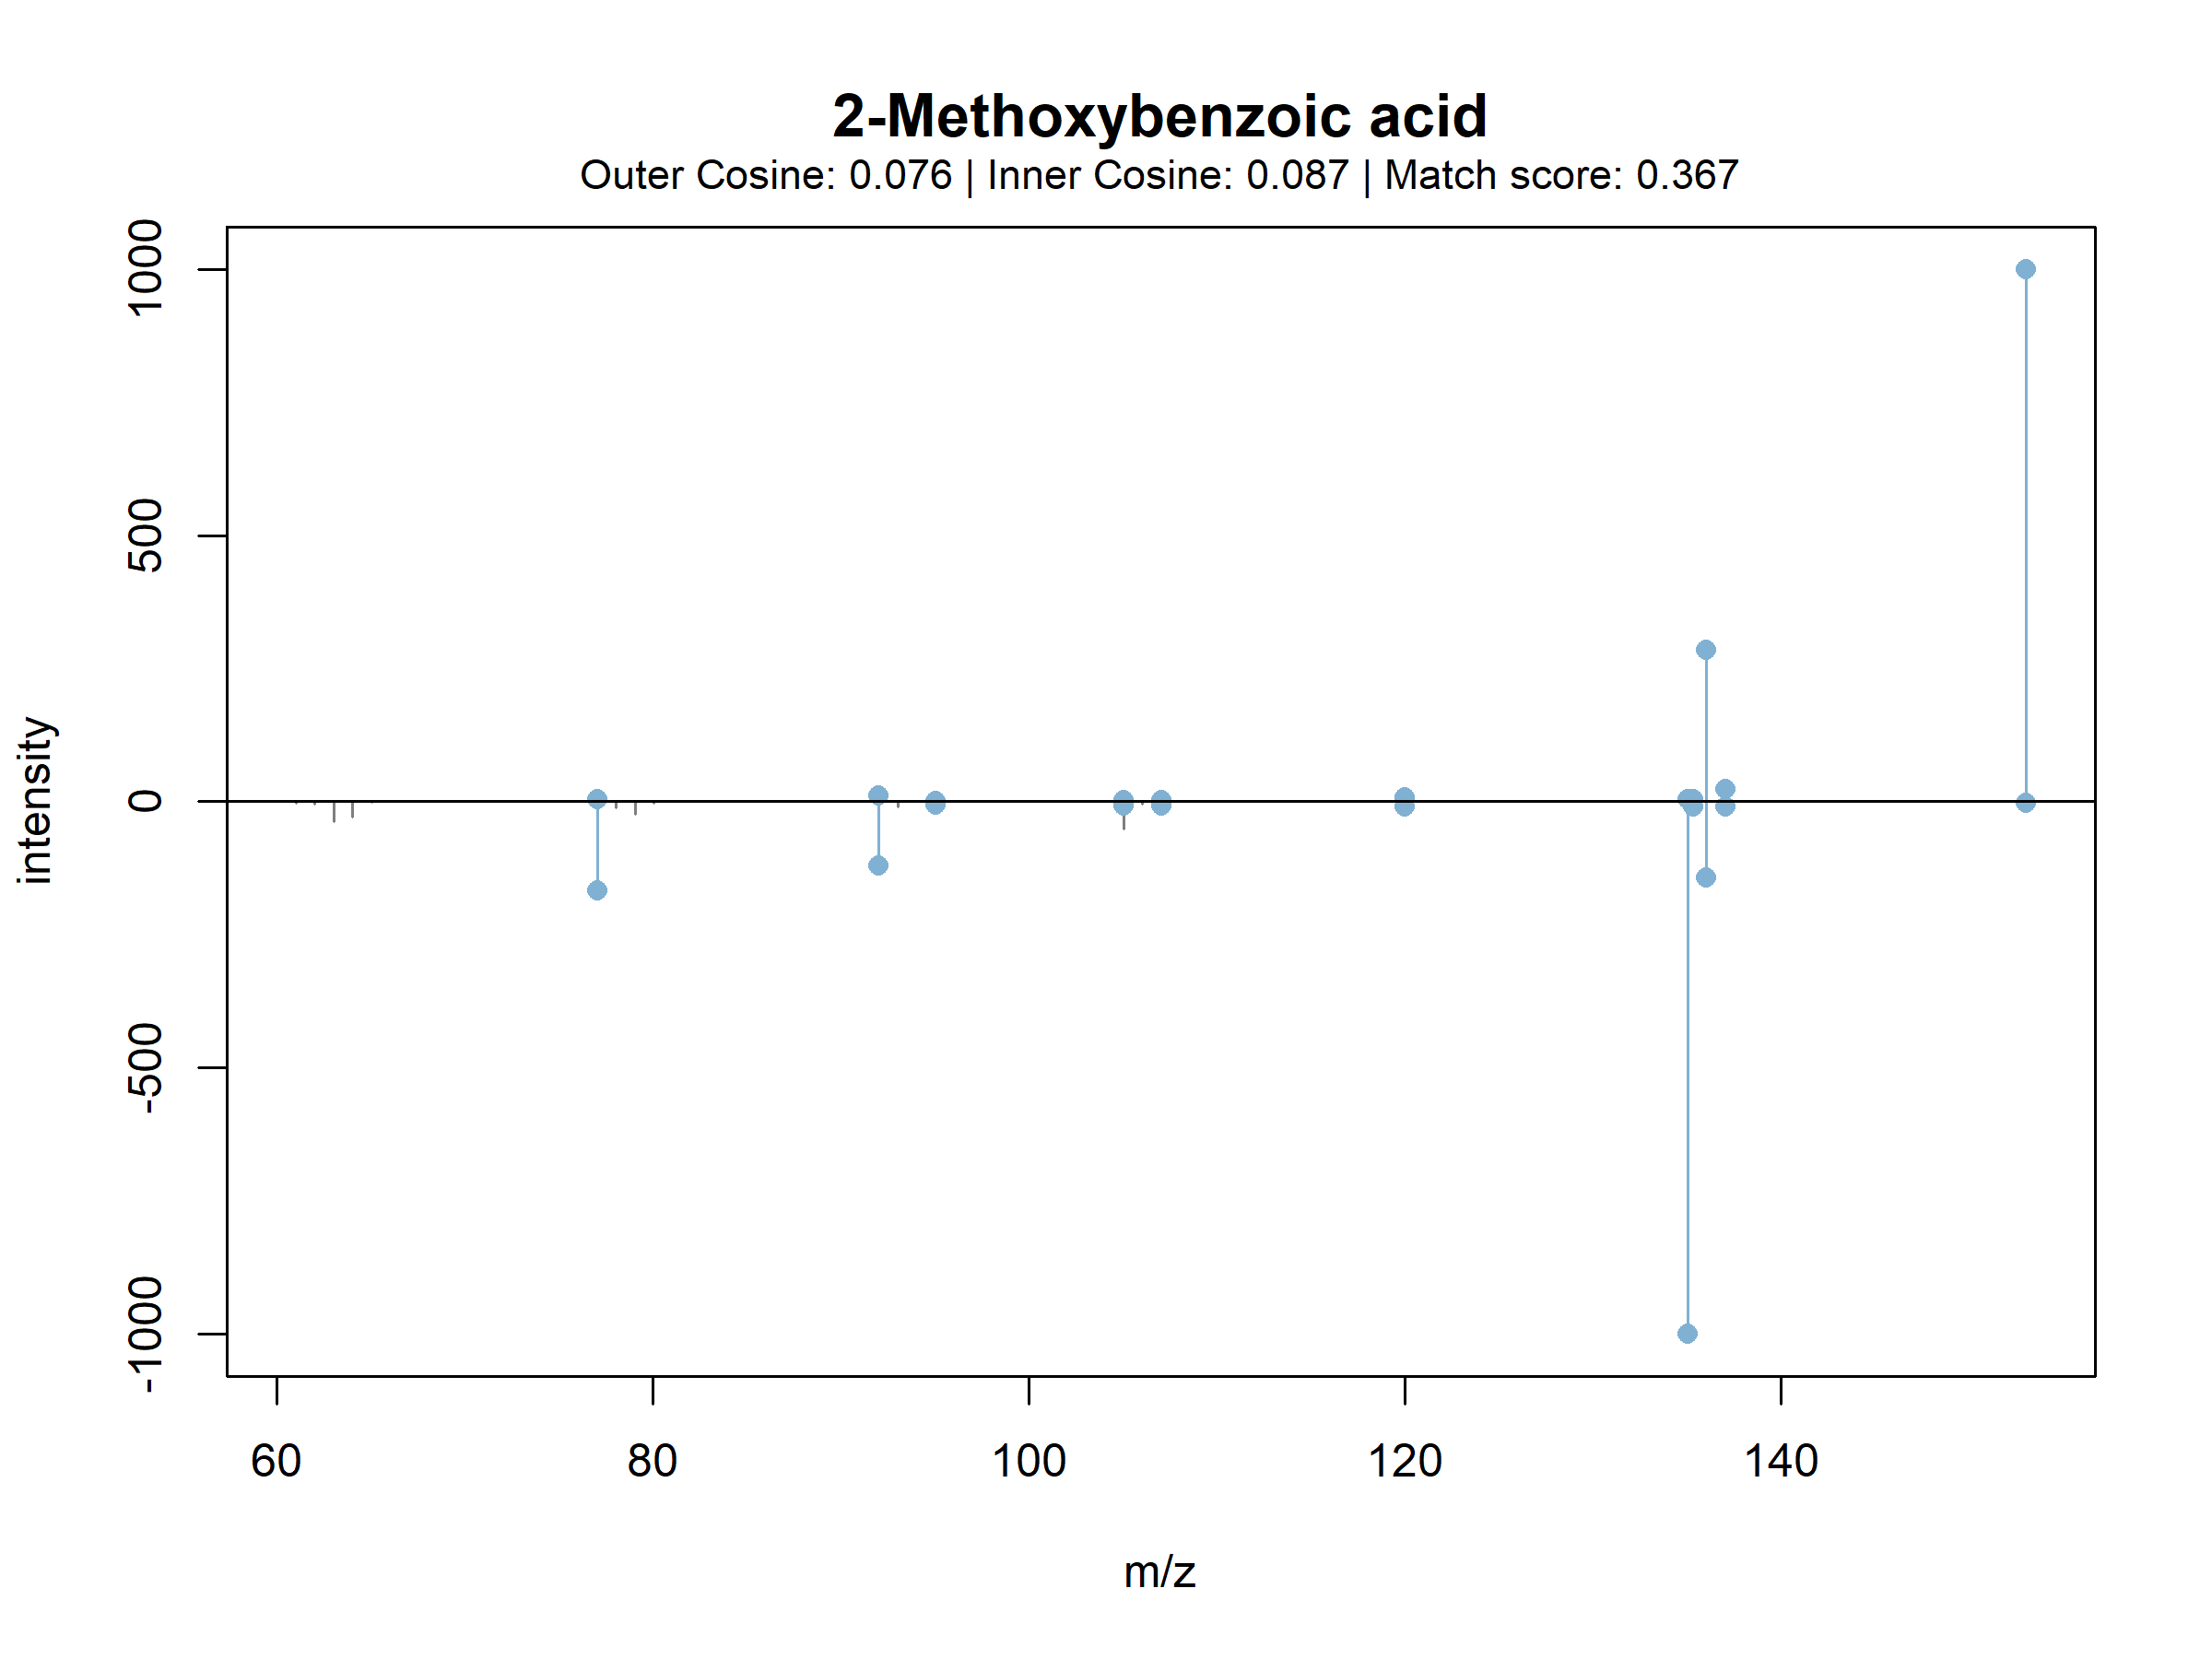 2-Methoxybenzoic acid
Outer Cosine: 0.076 | Inner Cosine: 0.087 | Match score: 0.367
intensity
1000
500
0
-500
-1000
60 80 100 120 140
m/z